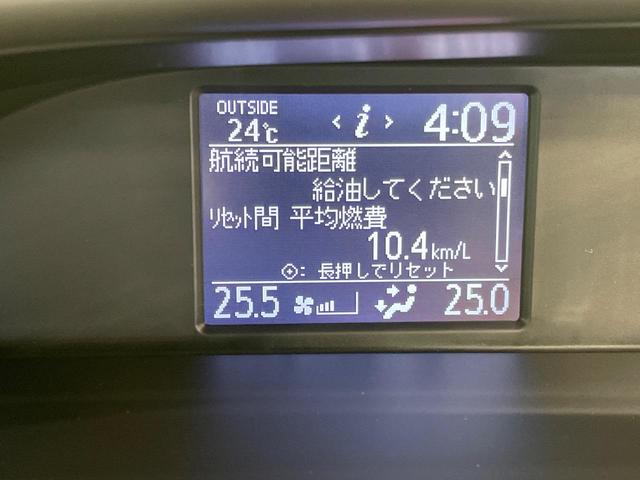 OUTSIDE
24℃
< i >
4:09
航続可能距離
給油してください
ﾘｾｯﾄ間 平均燃費
10.4km/L
: 長押しでリセット
25.5
25.0